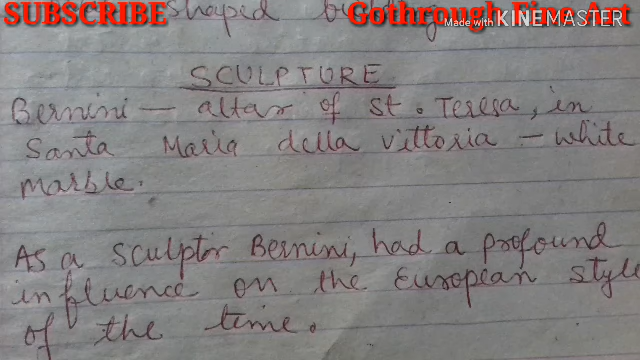 SUBSCRIBE Gothrough Fine Art
Made with KINEMASTER
shaped
SCULPTURE
Bernini — altar of St. Teresa, in
Santa Maria della vittoria – white
marble.
As a sculptor Bernini, had a profound
influence on the European style
of the time.